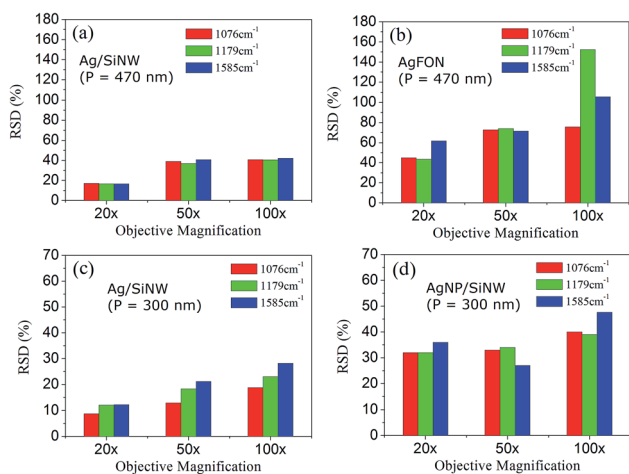 (a)
Ag/SiNW
(P = 470 nm)
1076cm-1
1179cm-1
1585cm-1
RSD (%)
180
160
140
120
100
80
60
40
20
0
20x 50x 100x
Objective Magnification
(b)
AgFON
(P = 470 nm)
1076cm-1
1179cm-1
1585cm-1
RSD (%)
180
160
140
120
100
80
60
40
20
0
20x 50x 100x
Objective Magnification
(c)
Ag/SiNW
(P = 300 nm)
1076cm-1
1179cm-1
1585cm-1
RSD (%)
70
60
50
40
30
20
10
0
20x 50x 100x
Objective Magnification
(d)
AgNP/SiNW
(P = 300 nm)
1076cm-1
1179cm-1
1585cm-1
RSD (%)
70
60
50
40
30
20
10
0
20x 50x 100x
Objective Magnification